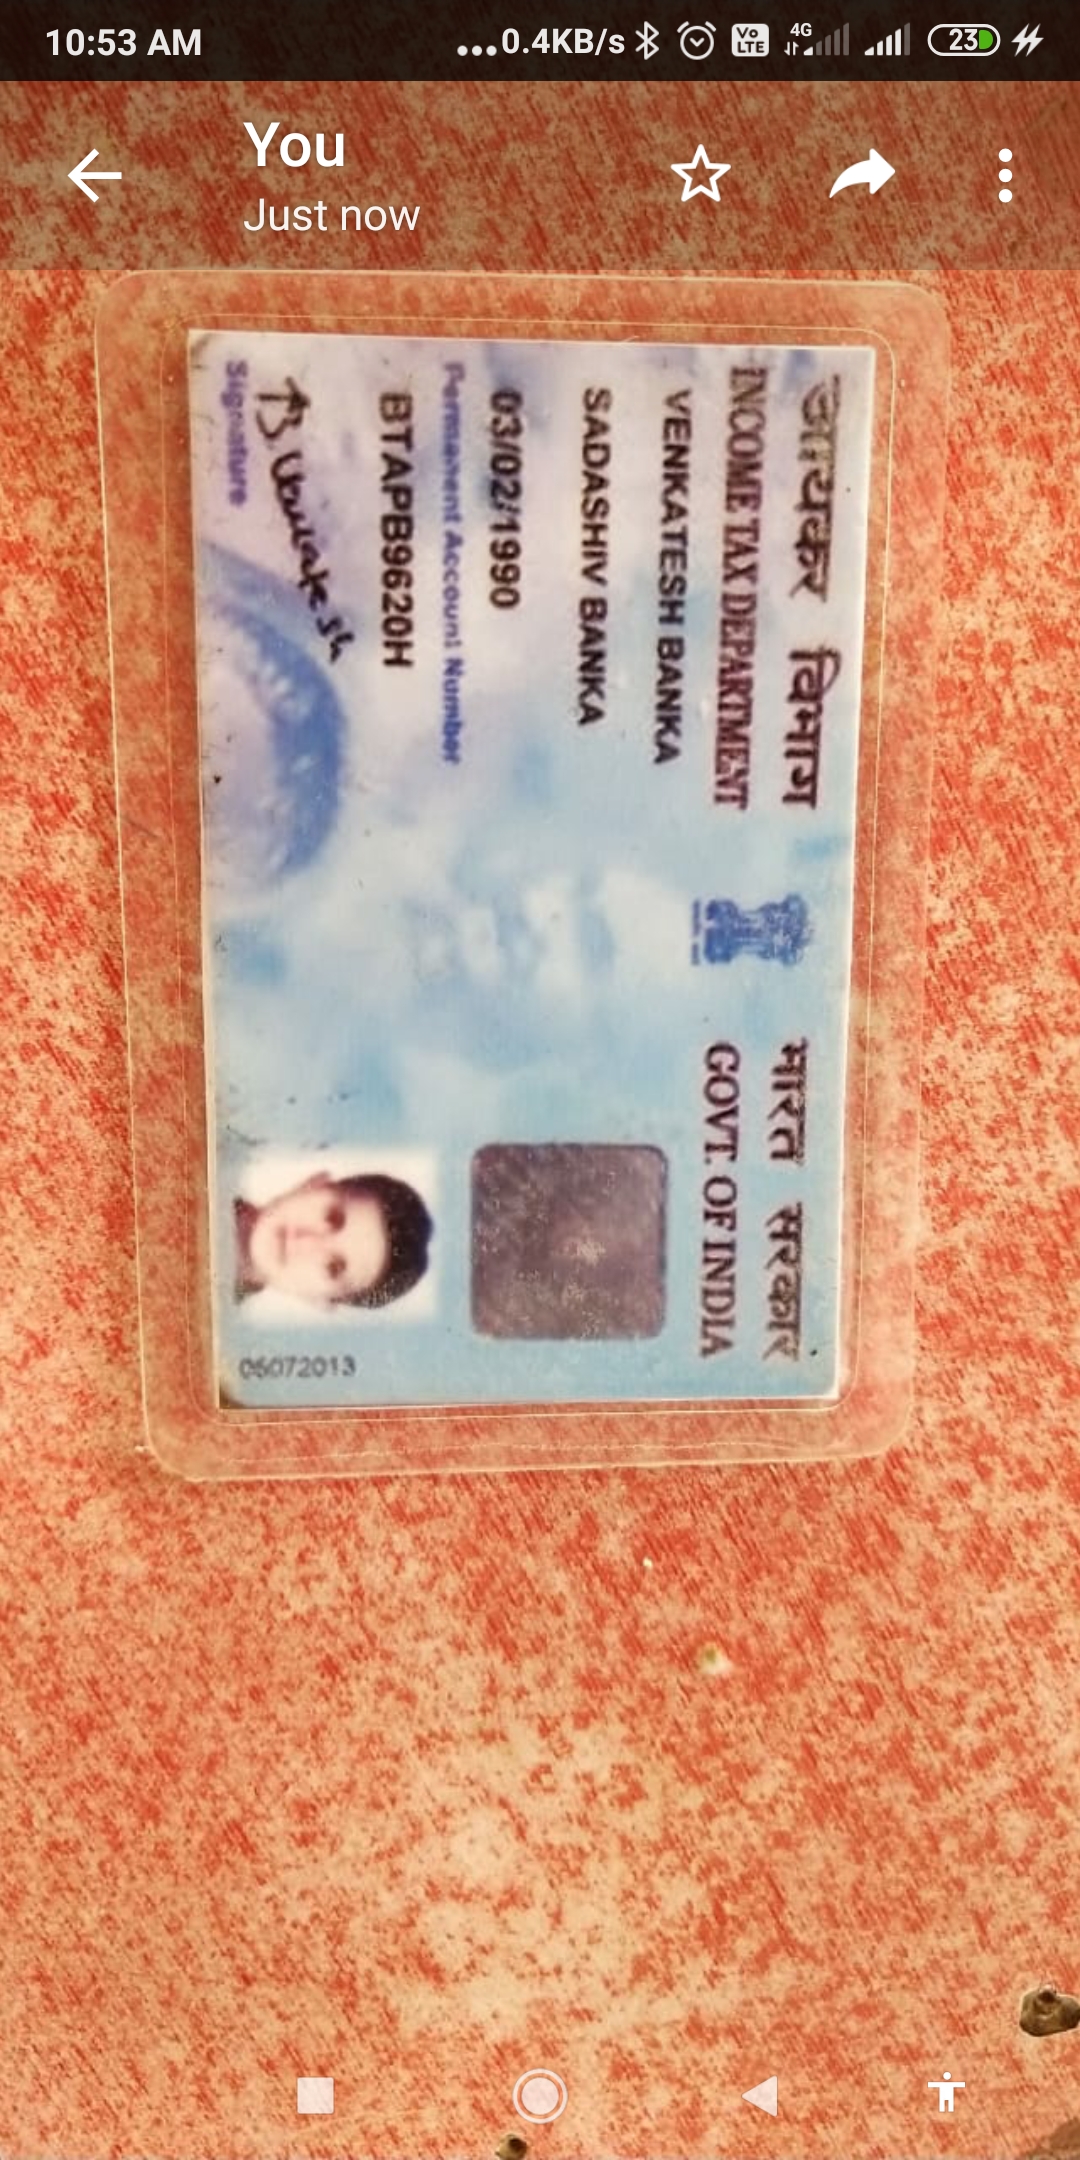 10:53 AM
...0.4KB/s
Vo LTE
4G
23
You
Just now
आयकर विभाग
भारत सरकार
INCOME TAX DEPARTMENT
GOVT. OF INDIA
VENKATESH BANKA
SADASHIV BANKA
03/02/1990
Permanent Account Number
BTAPB9620H
B Venkatesh
Signature
05072013